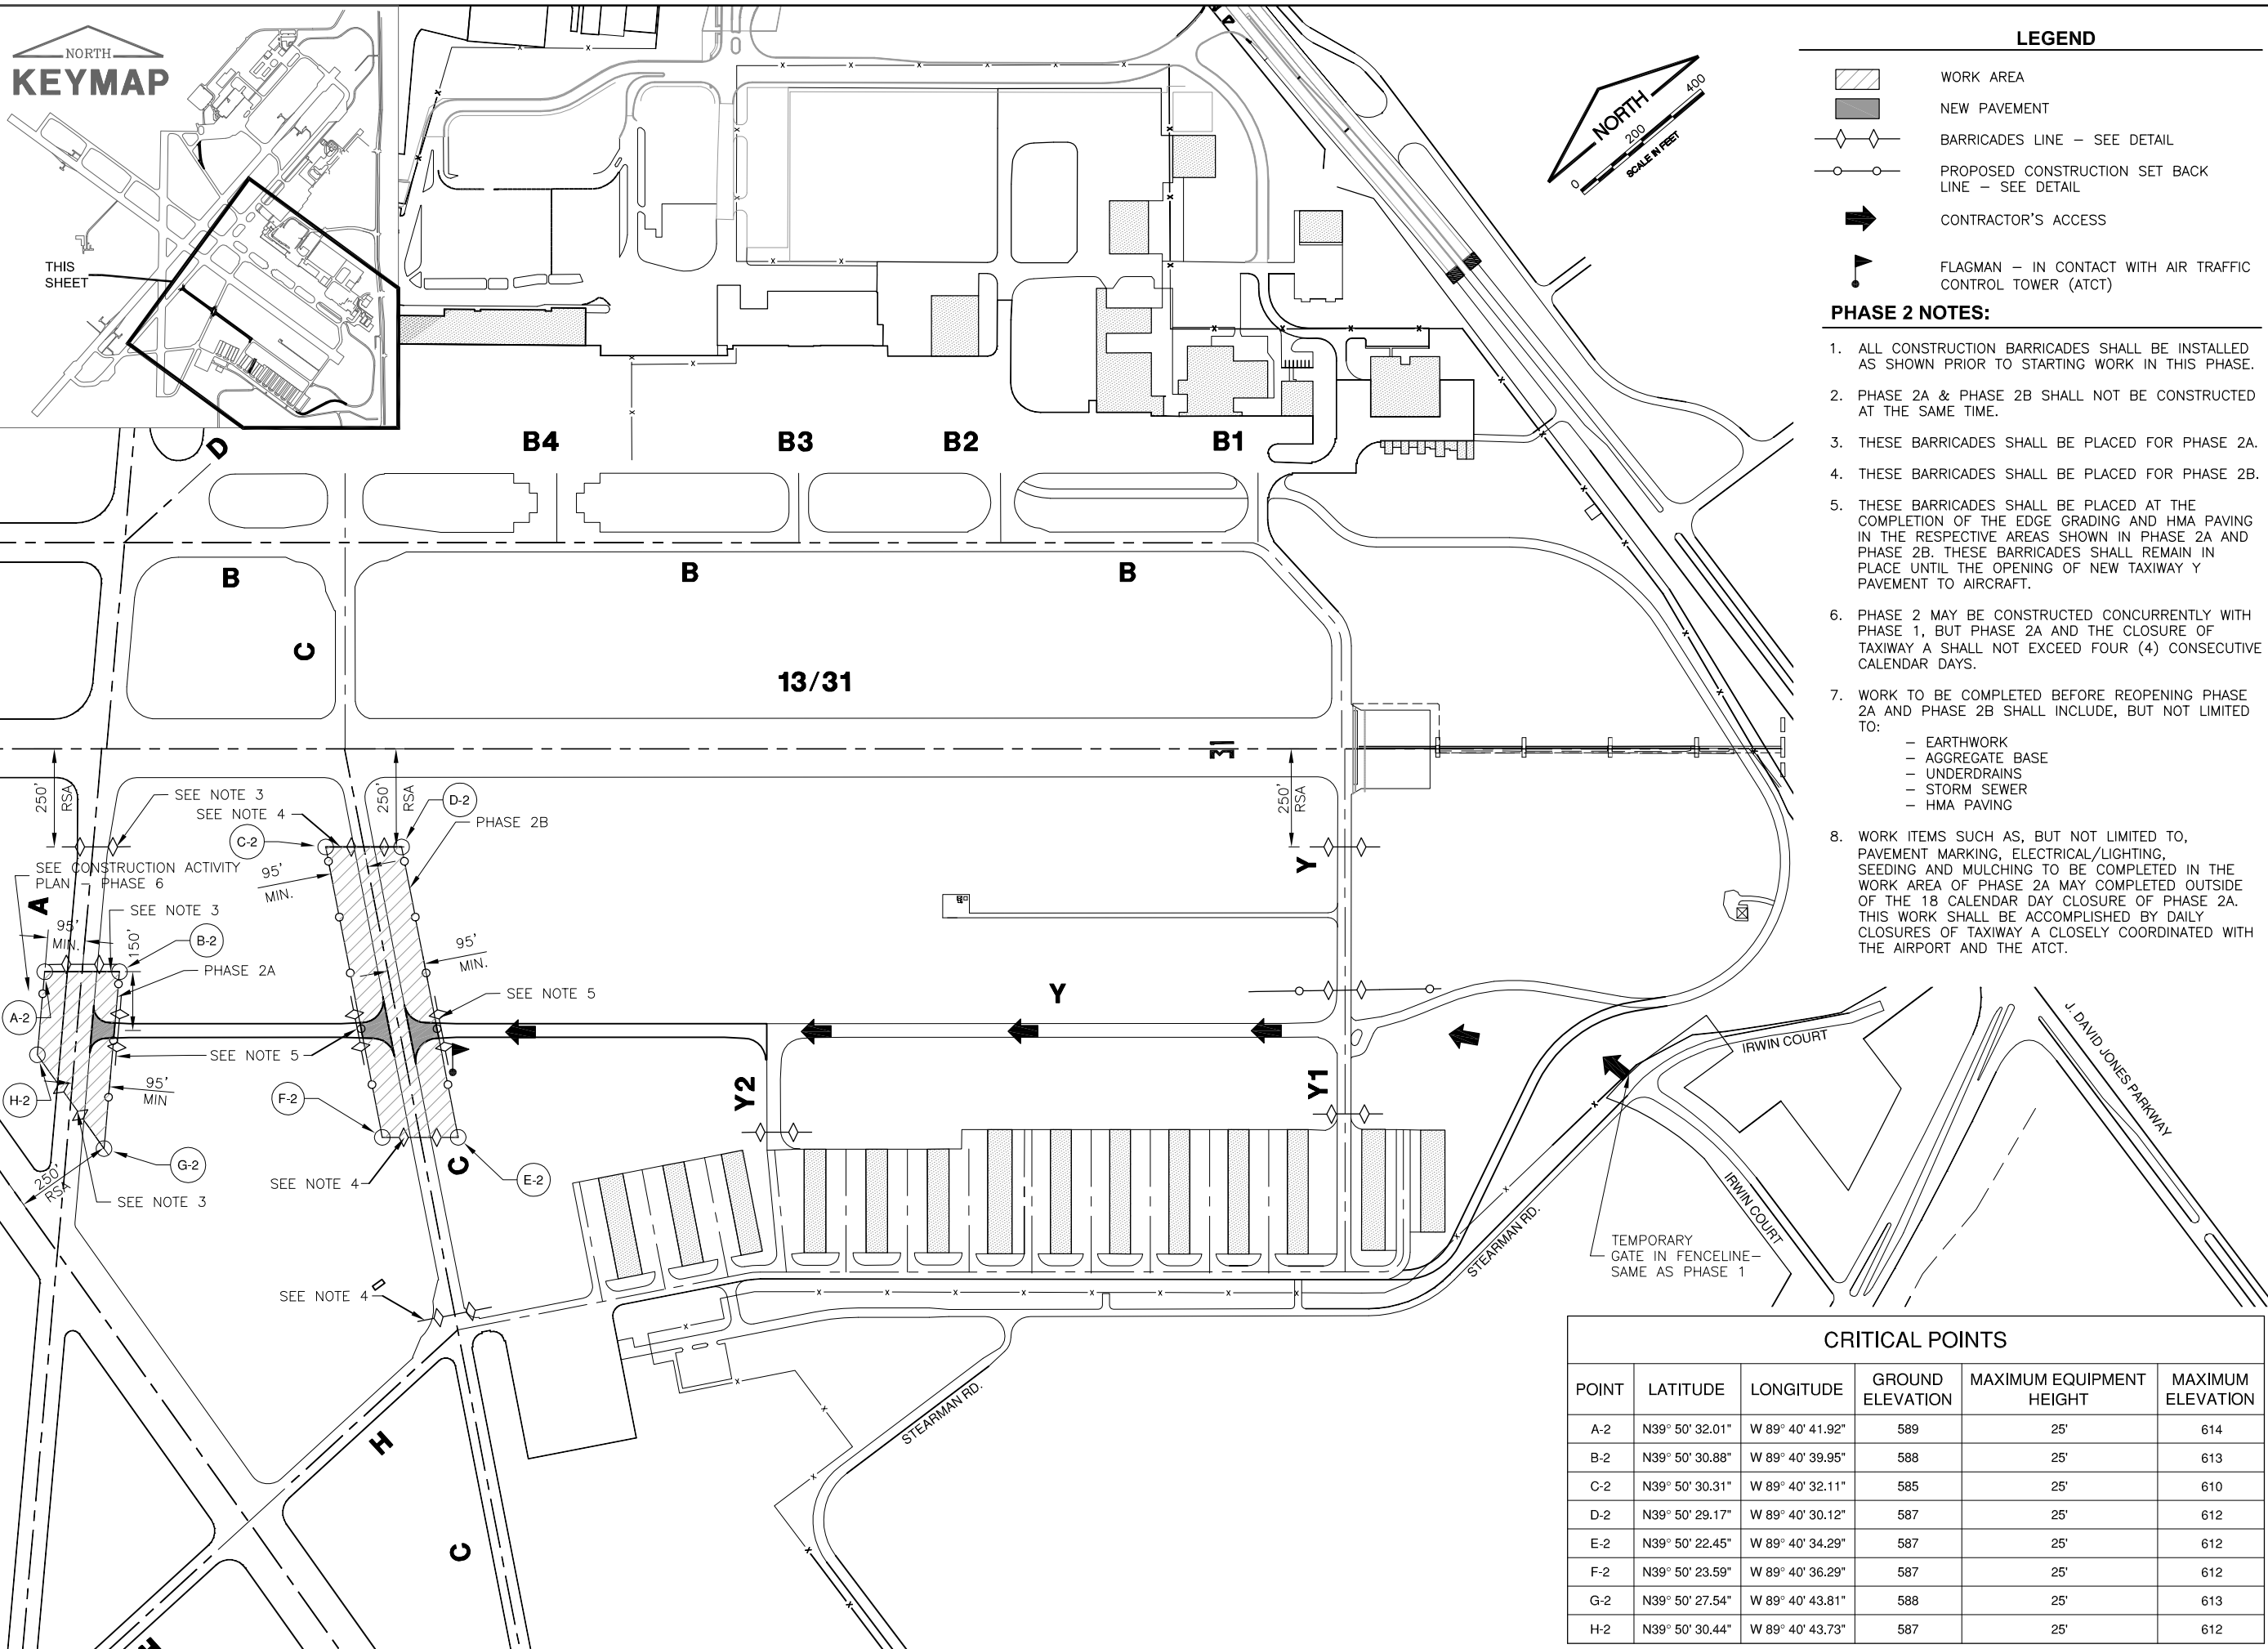 NORTH
KEYMAP
THIS
SHEET
NORTH
0
200
400
SCALE IN FEET
LEGEND
WORK AREA
NEW PAVEMENT
BARRICADES LINE – SEE DETAIL
PROPOSED CONSTRUCTION SET BACK
LINE – SEE DETAIL
CONTRACTOR'S ACCESS
FLAGMAN – IN CONTACT WITH AIR TRAFFIC
CONTROL TOWER (ATCT)
PHASE 2 NOTES:
1. ALL CONSTRUCTION BARRICADES SHALL BE INSTALLED
AS SHOWN PRIOR TO STARTING WORK IN THIS PHASE.
2. PHASE 2A & PHASE 2B SHALL NOT BE CONSTRUCTED
AT THE SAME TIME.
3. THESE BARRICADES SHALL BE PLACED FOR PHASE 2A.
4. THESE BARRICADES SHALL BE PLACED FOR PHASE 2B.
5. THESE BARRICADES SHALL BE PLACED AT THE
COMPLETION OF THE EDGE GRADING AND HMA PAVING
IN THE RESPECTIVE AREAS SHOWN IN PHASE 2A AND
PHASE 2B. THESE BARRICADES SHALL REMAIN IN
PLACE UNTIL THE OPENING OF NEW TAXIWAY Y
PAVEMENT TO AIRCRAFT.
6. PHASE 2 MAY BE CONSTRUCTED CONCURRENTLY WITH
PHASE 1, BUT PHASE 2A AND THE CLOSURE OF
TAXIWAY A SHALL NOT EXCEED FOUR (4) CONSECUTIVE
CALENDAR DAYS.
7. WORK TO BE COMPLETED BEFORE REOPENING PHASE
2A AND PHASE 2B SHALL INCLUDE, BUT NOT LIMITED
TO:
– EARTHWORK
– AGGREGATE BASE
– UNDERDRAINS
– STORM SEWER
– HMA PAVING
8. WORK ITEMS SUCH AS, BUT NOT LIMITED TO,
PAVEMENT MARKING, ELECTRICAL/LIGHTING,
SEEDING AND MULCHING TO BE COMPLETED IN THE
WORK AREA OF PHASE 2A MAY COMPLETED OUTSIDE
OF THE 18 CALENDAR DAY CLOSURE OF PHASE 2A.
THIS WORK SHALL BE ACCOMPLISHED BY DAILY
CLOSURES OF TAXIWAY A CLOSELY COORDINATED WITH
THE AIRPORT AND THE ATCT.
D
B4
B3
B2
B1
B
B
B
C
13/31
31
250'
RSA
250'
RSA
250'
RSA
SEE NOTE 3
SEE NOTE 4
C-2
D-2
PHASE 2B
SEE CONSTRUCTION ACTIVITY
PLAN – PHASE 6
95'
MIN.
A
SEE NOTE 3
95'
MIN.
150'
B-2
PHASE 2A
95'
MIN.
Y
Y
SEE NOTE 5
A-2
SEE NOTE 5
95'
MIN
H-2
F-2
G-2
250'
RSA
SEE NOTE 3
SEE NOTE 4
C
E-2
Y2
Y1
SEE NOTE 4
H
C
H
STEARMAN RD.
STEARMAN RD.
IRWIN COURT
IRWIN COURT
J. DAVID JONES PARKWAY
TEMPORARY
GATE IN FENCELINE–
SAME AS PHASE 1
CRITICAL POINTS
POINT LATITUDE LONGITUDE GROUND ELEVATION MAXIMUM EQUIPMENT HEIGHT MAXIMUM ELEVATION
A-2 N39° 50' 32.01" W 89° 40' 41.92" 589 25' 614
B-2 N39° 50' 30.88" W 89° 40' 39.95" 588 25' 613
C-2 N39° 50' 30.31" W 89° 40' 32.11" 585 25' 610
D-2 N39° 50' 29.17" W 89° 40' 30.12" 587 25' 612
E-2 N39° 50' 22.45" W 89° 40' 34.29" 587 25' 612
F-2 N39° 50' 23.59" W 89° 40' 36.29" 587 25' 612
G-2 N39° 50' 27.54" W 89° 40' 43.81" 588 25' 613
H-2 N39° 50' 30.44" W 89° 40' 43.73" 587 25' 612